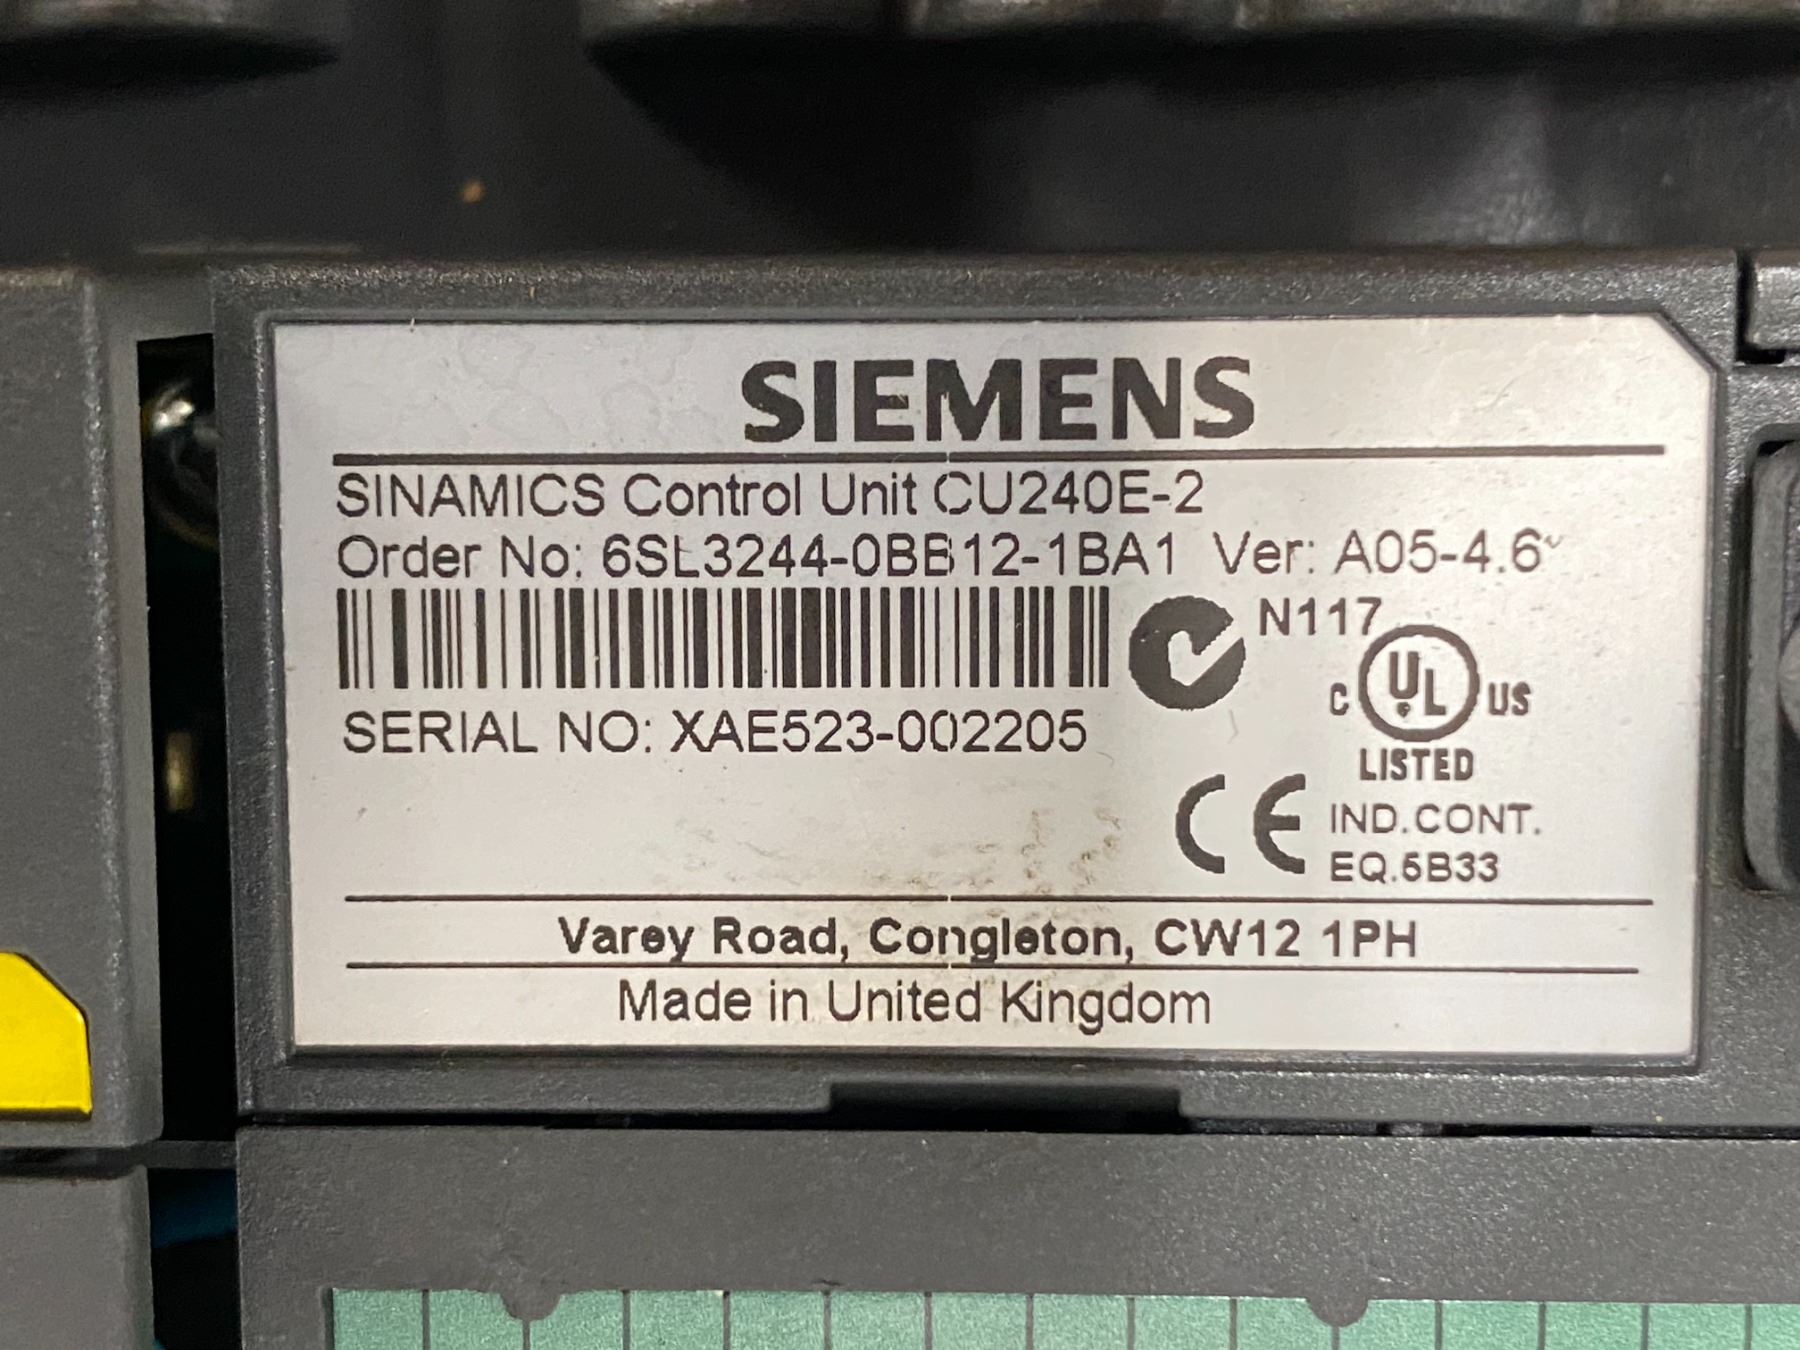 SIEMENS
SINAMICS Control Unit CU240E-2
Order No: 6SL3244-0BB12-1BA1 Ver: A05-4.6
N117
C UL US
LISTED
SERIAL NO: XAE523-002205
CE IND.CONT.
EQ.5B33
Varey Road, Congleton, CW12 1PH
Made in United Kingdom